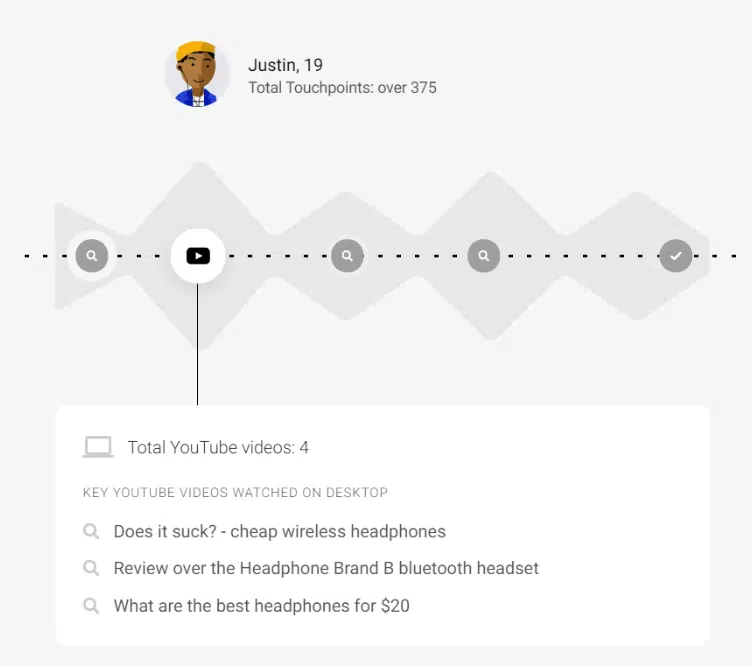 Justin, 19
Total Touchpoints: over 375
Total YouTube videos: 4
KEY YOUTUBE VIDEOS WATCHED ON DESKTOP
Does it suck? - cheap wireless headphones
Review over the Headphone Brand B bluetooth headset
What are the best headphones for $20